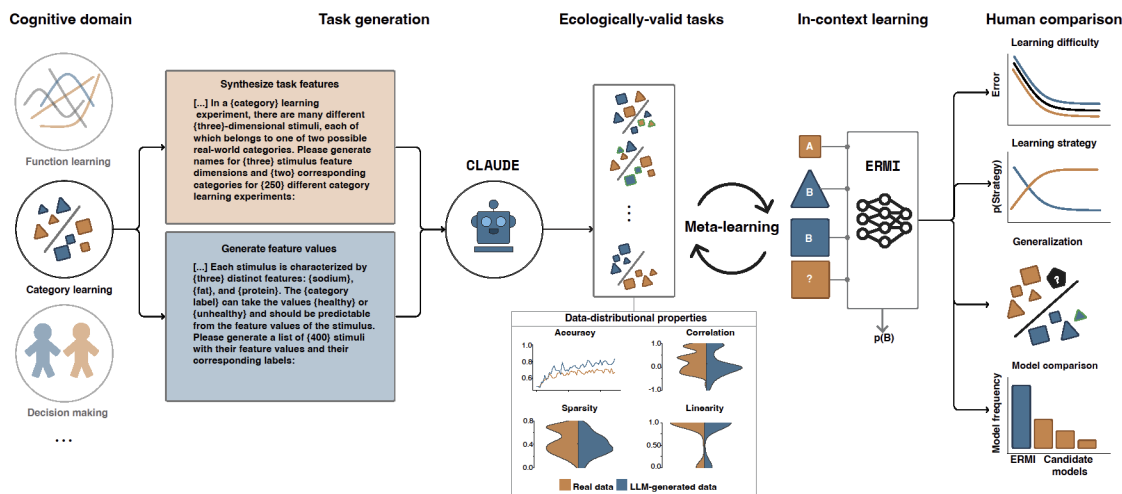 Cognitive domain
Task generation
Ecologically-valid tasks
In-context learning
Human comparison
Function learning
Category learning
Decision making
...
Synthesize task features
[...] In a {category} learning
experiment, there are many different
{three}-dimensional stimuli, each of
which belongs to one of two possible
real-world categories. Please generate
names for {three} stimulus feature
dimensions and {two} corresponding
categories for {250} different category
learning experiments:
Generate feature values
[...] Each stimulus is characterized by
{three} distinct features: {sodium},
{fat}, and {protein}. The {category
label} can take the values {healthy} or
{unhealthy} and should be predictable
from the feature values of the stimulus.
Please generate a list of {400} stimuli
with their feature values and their
corresponding labels:
CLAUDE
...
Data-distributional properties
Accuracy
1.0
0.8
0.6
Correlation
1.0
0.5
0
-1.0
Sparsity
0.8
0.4
0.0
Linearity
1.0
0.50
0.0
Real data
LLM-generated data
Meta-learning
A
B
B
?
ERMI
p(B)
Learning difficulty
Error
Learning strategy
p(Strategy)
Generalization
?
Model comparison
Model frequency
ERMI
Candidate
models